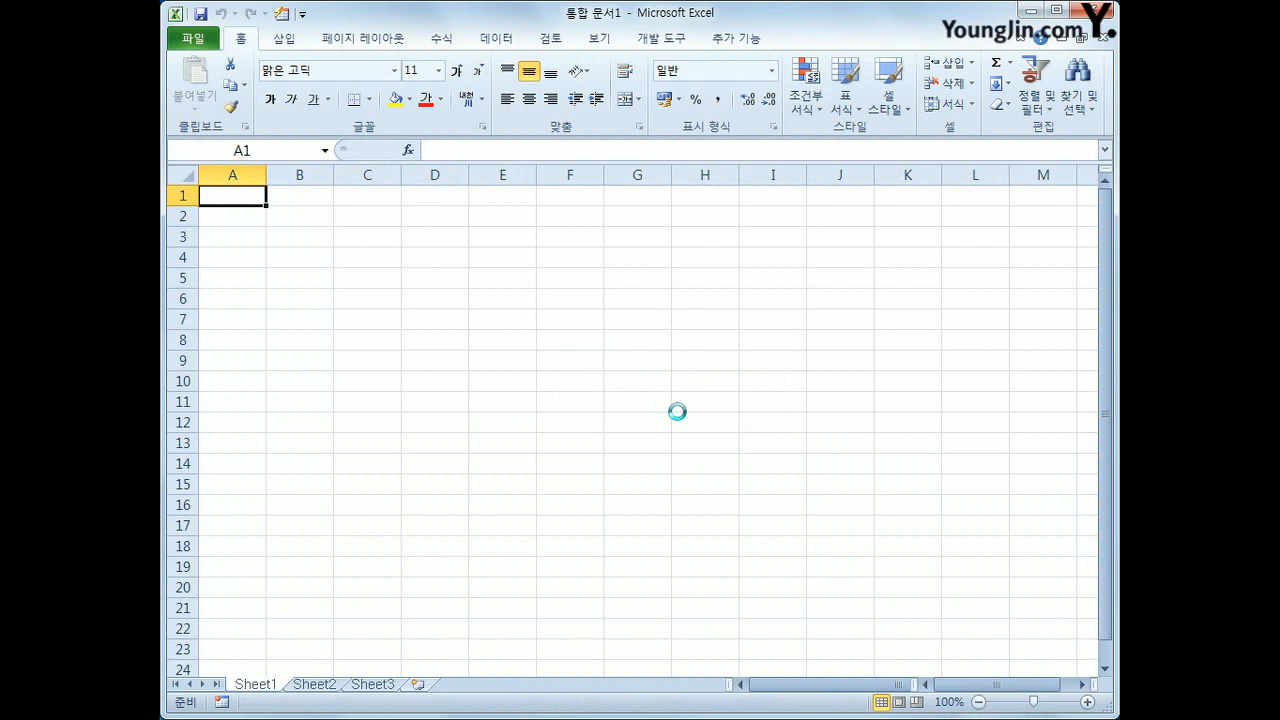 통합 문서1 - Microsoft Excel
YoungJin.com Y.
파일 홈 삽입 페이지 레이아웃 수식 데이터 검토 보기 개발 도구 추가 기능
붙여넣기
맑은 고딕 11 가 가
가 가 가 가 내천
일반
% ,
조건부 서식
표 서식
셀 스타일
삽입
삭제
서식
Σ
정렬 및 필터
찾기 및 선택
클립보드 글꼴 맞춤 표시 형식 스타일 셀 편집
A1 fx
A B C D E F G H I J K L M
1
2
3
4
5
6
7
8
9
10
11
12
13
14
15
16
17
18
19
20
21
22
23
24
Sheet1 Sheet2 Sheet3
준비 100%